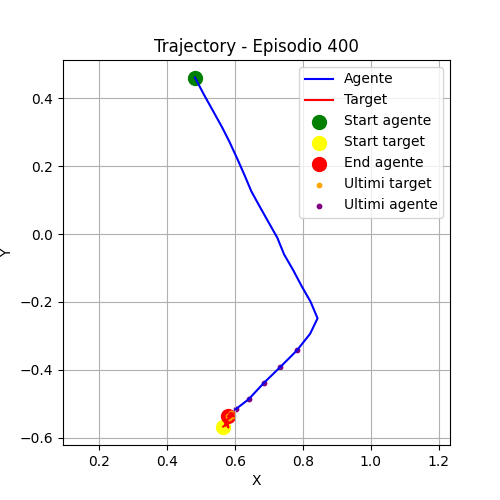 Trajectory - Episodio 400
Agente
Target
Start agente
Start target
End agente
Ultimi target
Ultimi agente
0.4
0.2
0.0
−0.2
−0.4
−0.6
Y
0.2
0.4
0.6
0.8
1.0
1.2
X